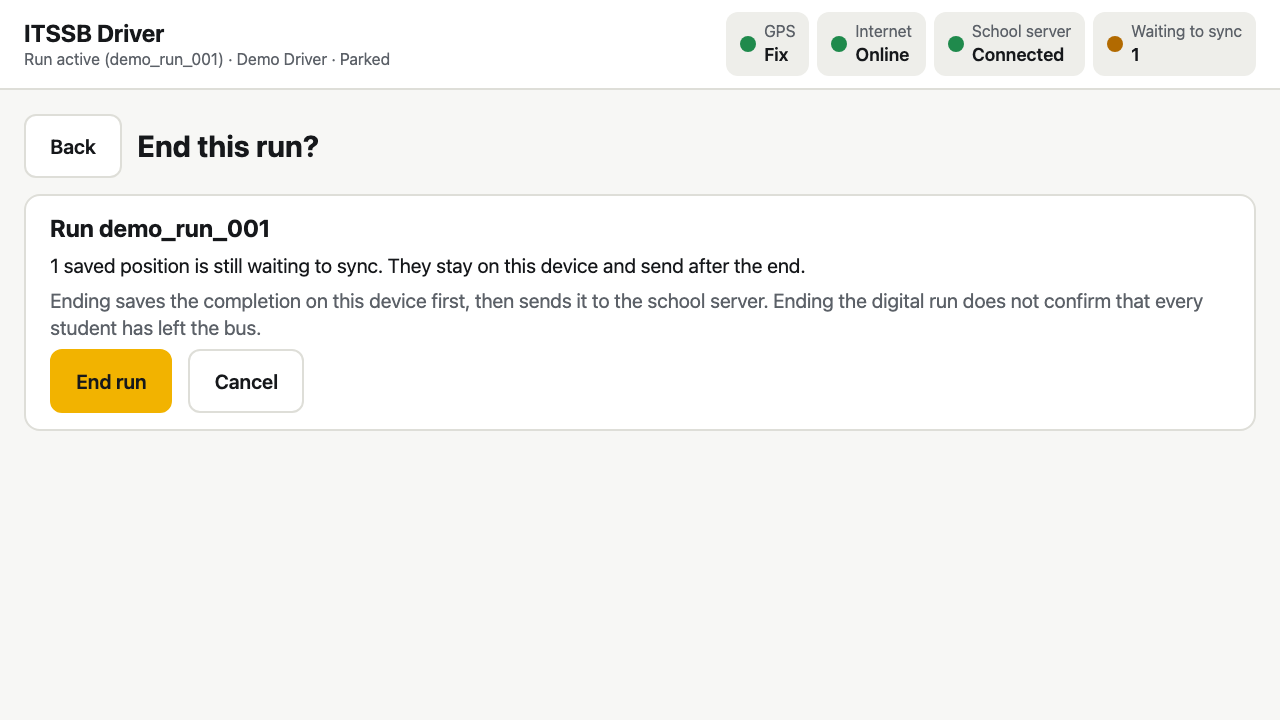 ITSSB Driver
Run active (demo_run_001) · Demo Driver · Parked
GPS
Fix
Internet
Online
School server
Connected
Waiting to sync
1
Back
End this run?
Run demo_run_001
1 saved position is still waiting to sync. They stay on this device and send after the end.
Ending saves the completion on this device first, then sends it to the school server. Ending the digital run does not confirm that every
student has left the bus.
End run
Cancel